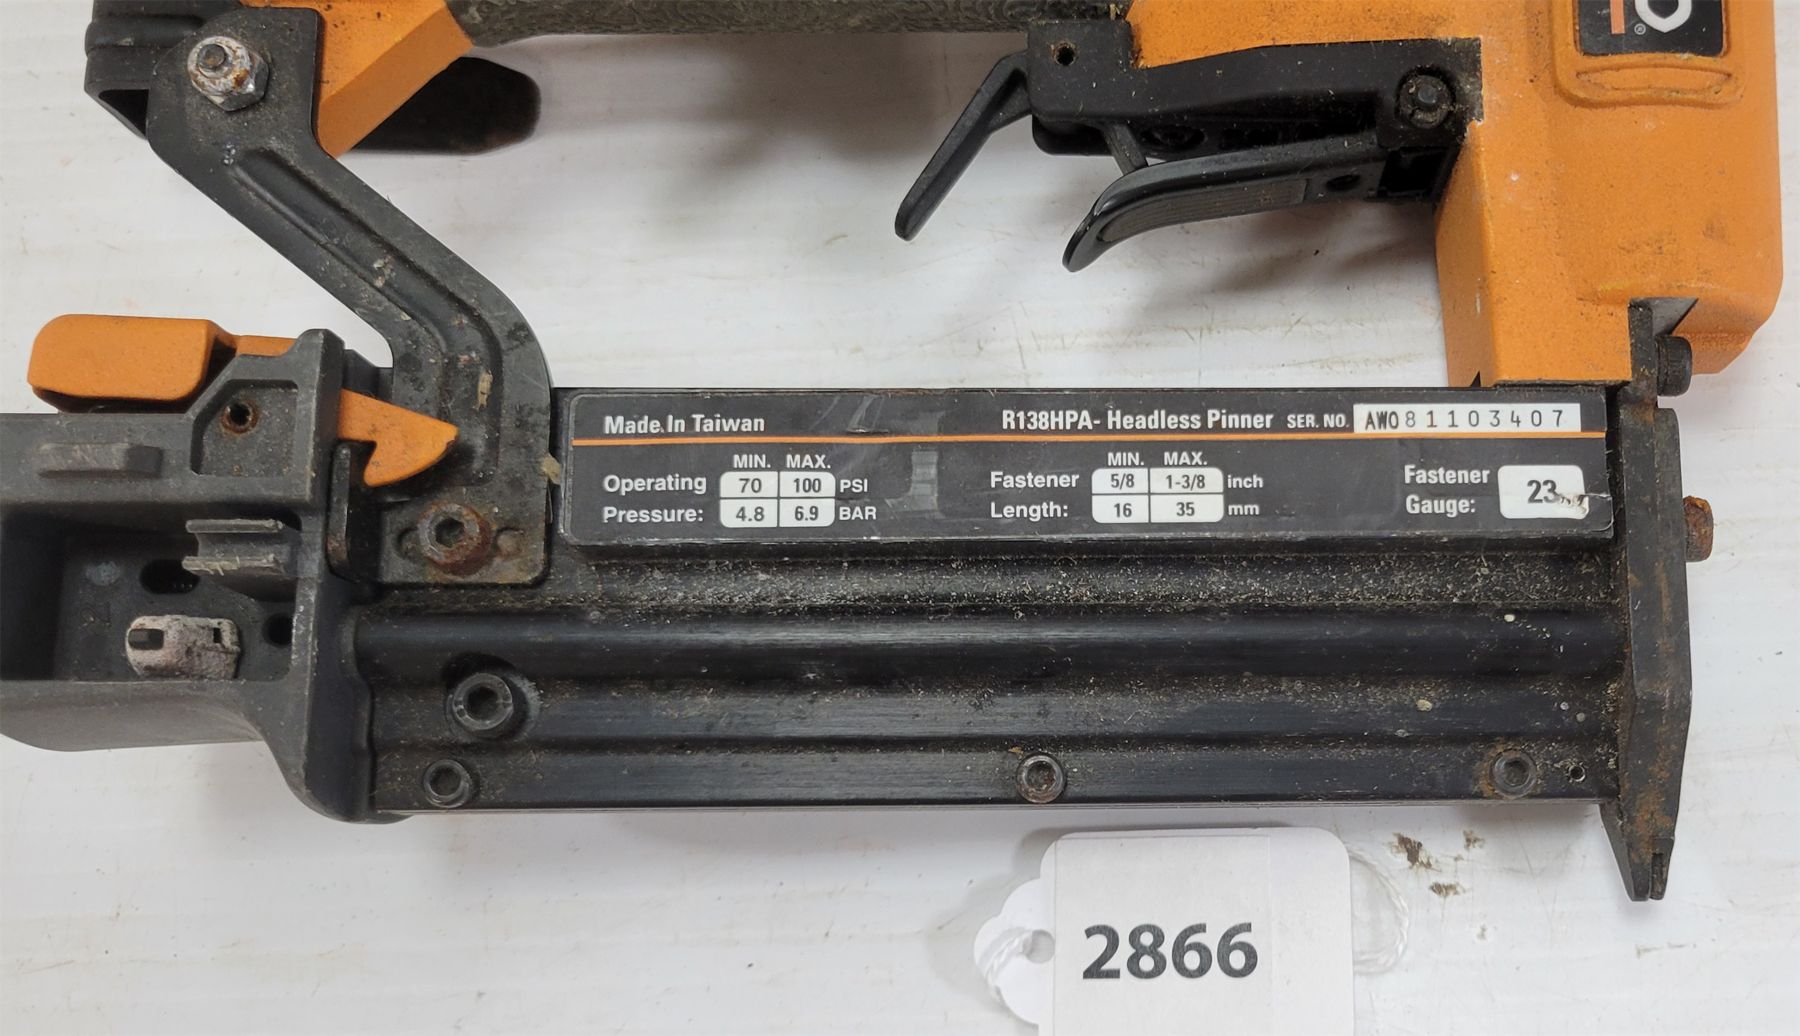 Made In Taiwan
R138HPA- Headless Pinner SER. NO. AW081103407
MIN. MAX.
Operating 70 100 PSI
Pressure: 4.8 6.9 BAR
MIN. MAX.
Fastener 5/8 1-3/8 inch
Length: 16 35 mm
Fastener
Gauge: 23
2866